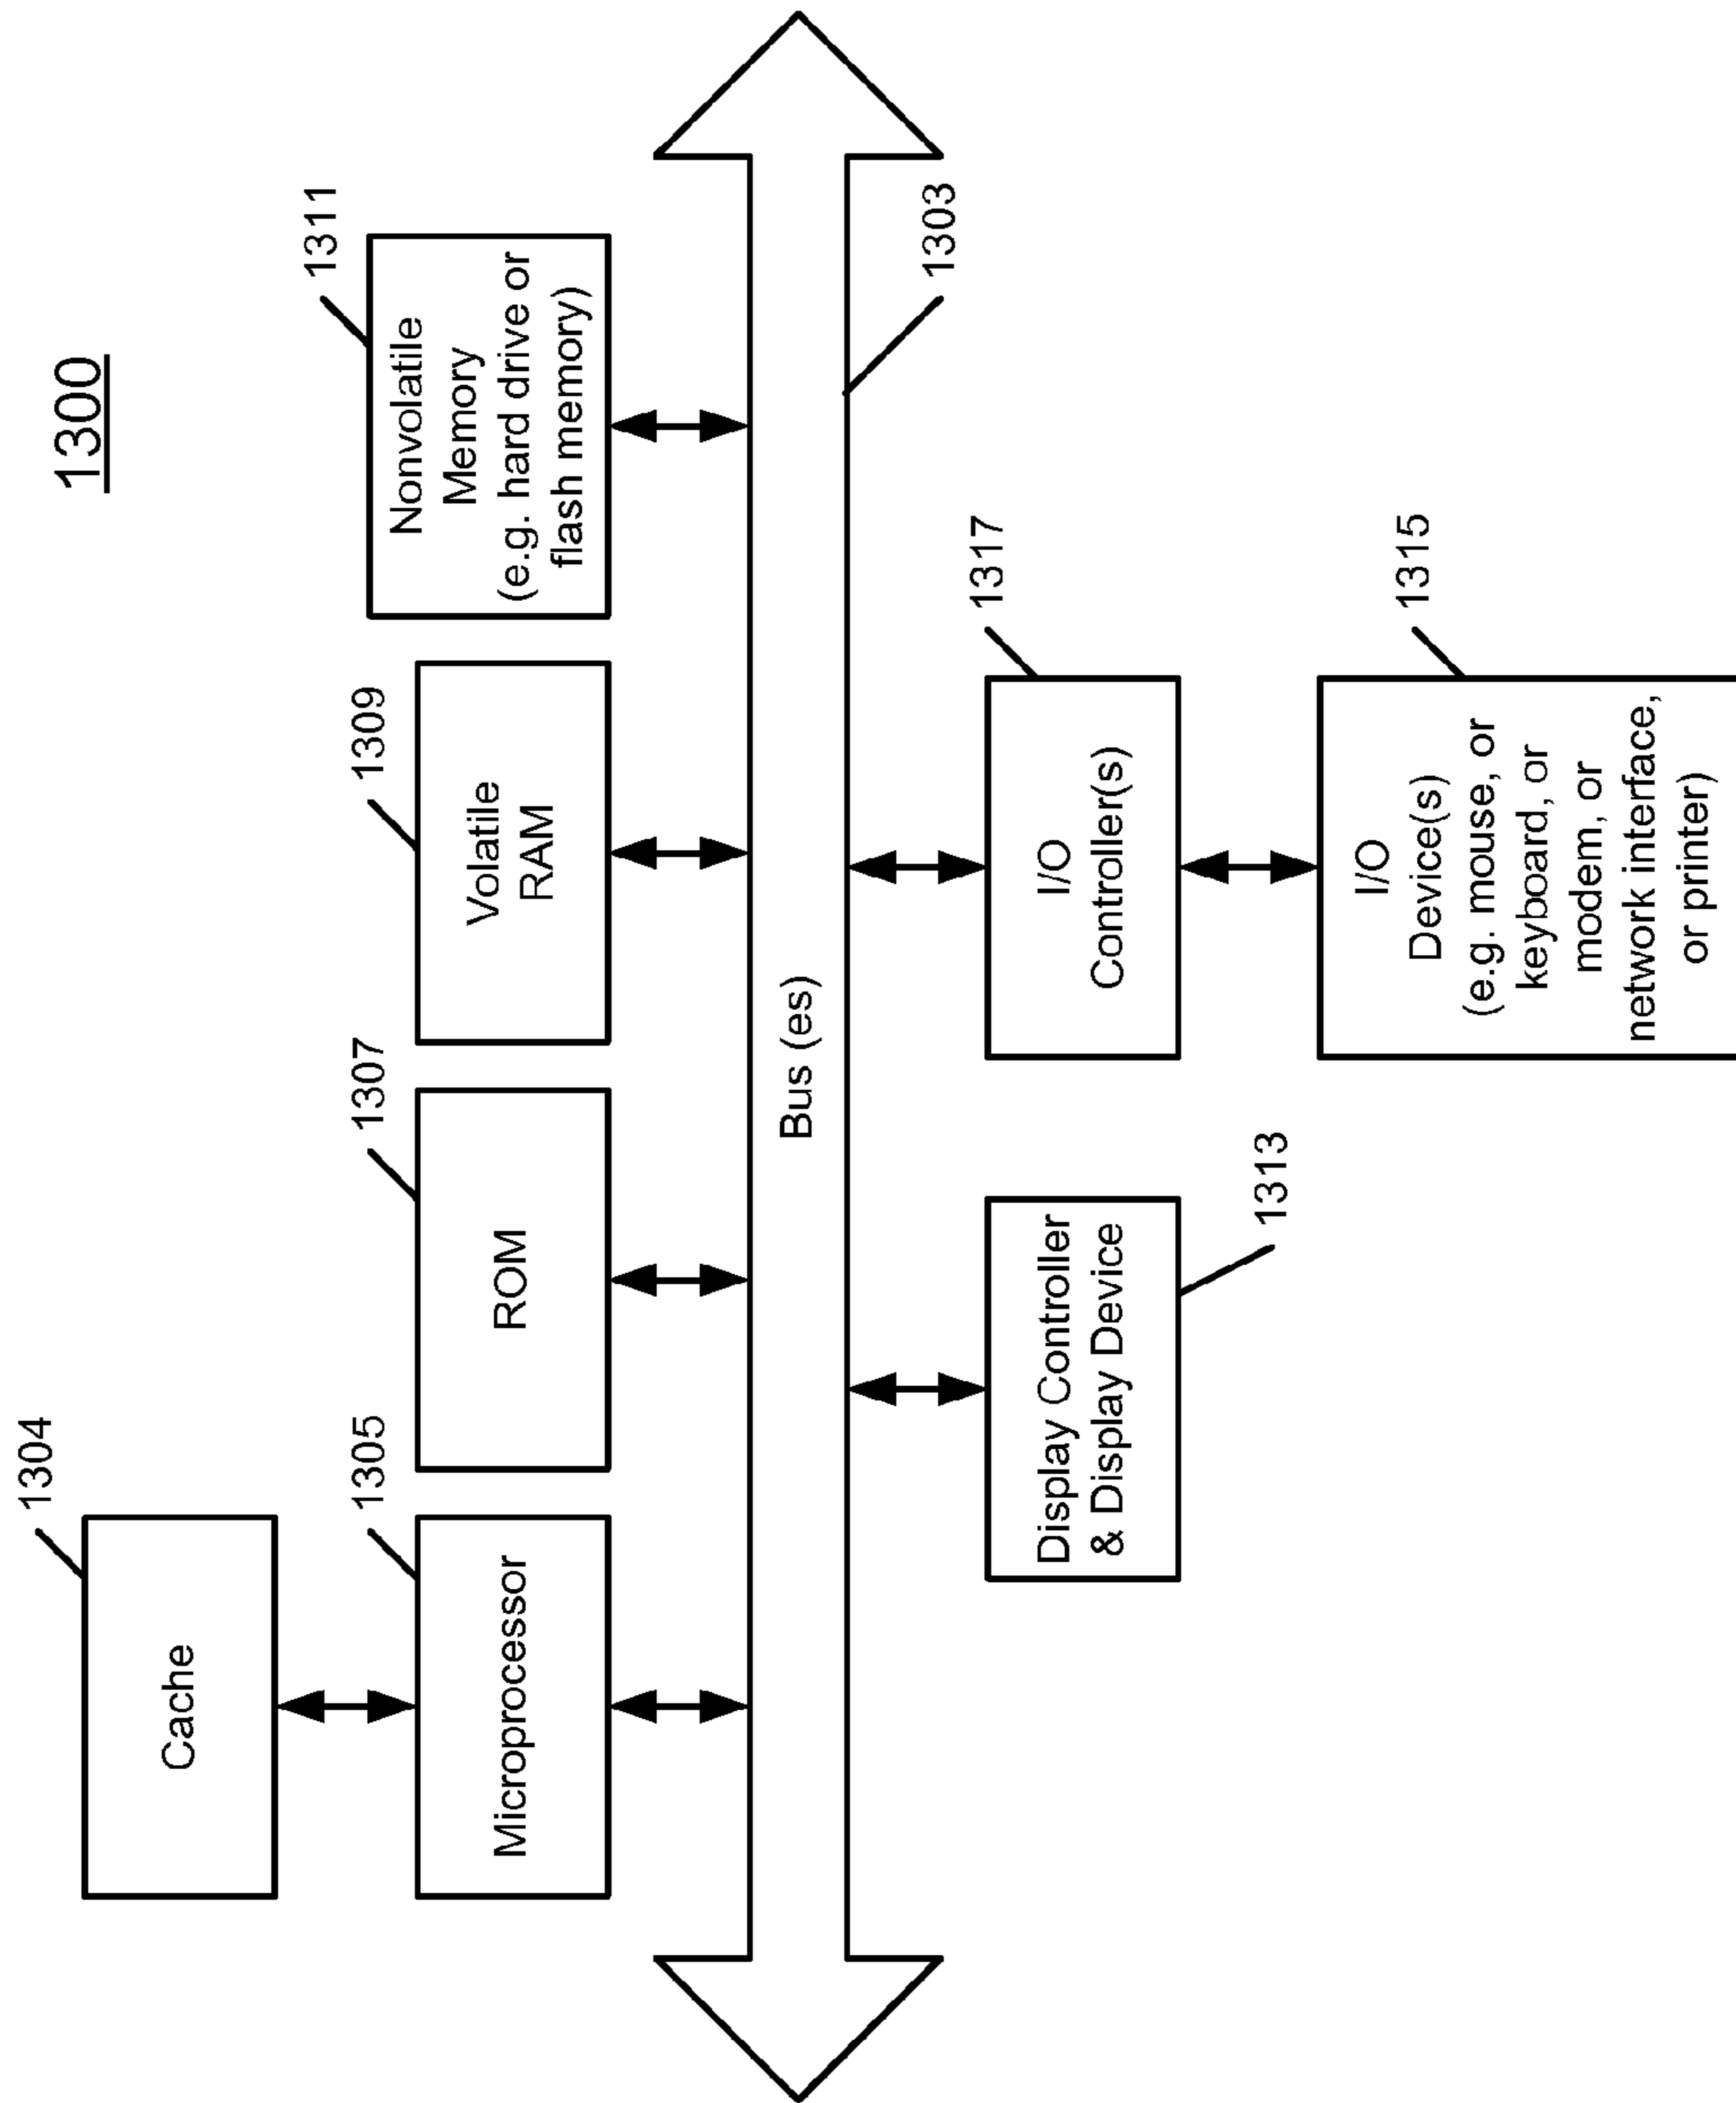 1300
1304
Cache
1305
Microprocessor
1307
ROM
1309
Volatile
RAM
1311
Nonvolatile
Memory
(e.g. hard drive or
flash memory)
Bus (es)
1303
Display Controller
& Display Device
1313
1317
I/O
Controller(s)
1315
I/O
Device(s)
(e.g. mouse, or
keyboard, or
modem, or
network interface,
or printer)